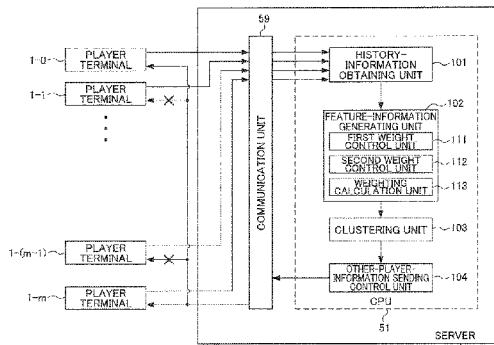 59
1-0
PLAYER TERMINAL
1-1
PLAYER TERMINAL
1-(m-1)
PLAYER TERMINAL
1-m
PLAYER TERMINAL
COMMUNICATION UNIT
HISTORY-
INFORMATION
OBTAINING UNIT
101
102
FEATURE-INFORMATION
GENERATING UNIT
FIRST WEIGHT
CONTROL UNIT
111
SECOND WEIGHT
CONTROL UNIT
112
WEIGHTING
CALCULATION UNIT
113
CLUSTERING UNIT
103
OTHER-PLAYER-
INFORMATION SENDING
CONTROL UNIT
104
CPU
51
SERVER